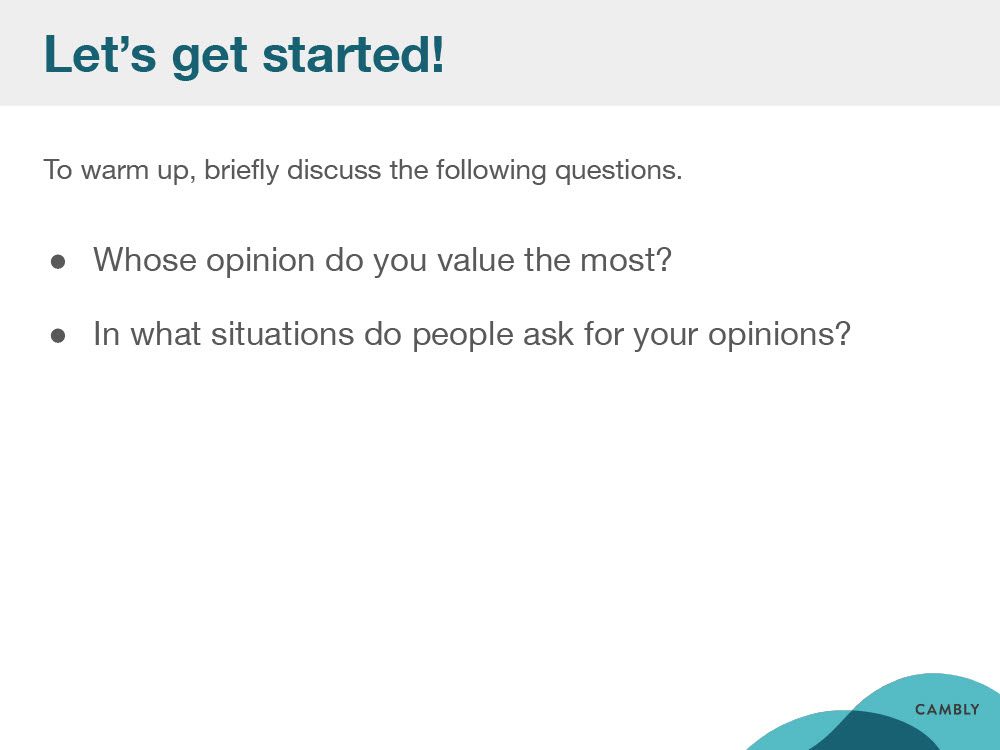 Let’s get started!
To warm up, briefly discuss the following questions.
● Whose opinion do you value the most?
● In what situations do people ask for your opinions?
CAMBLY